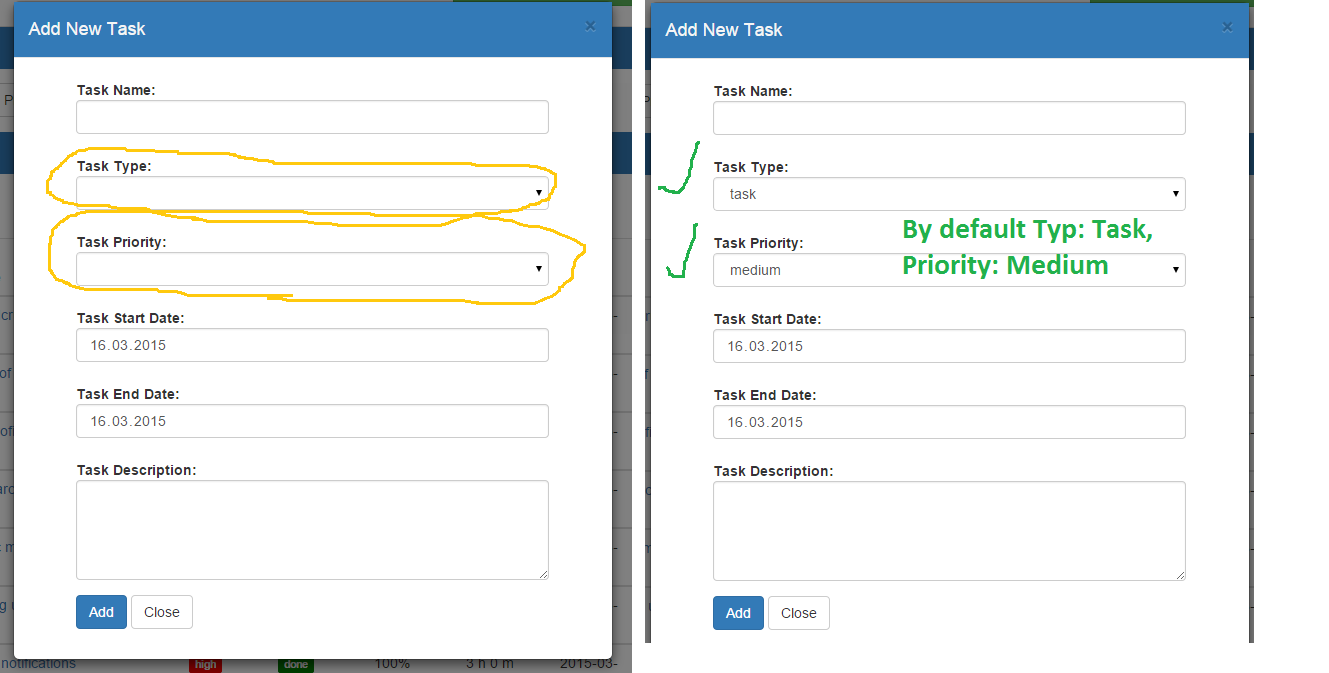 Add New Task ×
Task Name:
Task Type:
Task Priority:
Task Start Date:
16.03.2015
Task End Date:
16.03.2015
Task Description:
Add Close
notifications high done 100% 3 h 0 m 2015-03-
Add New Task ×
Task Name:
Task Type:
task
Task Priority:
medium
By default Typ: Task,
Priority: Medium
Task Start Date:
16.03.2015
Task End Date:
16.03.2015
Task Description:
Add Close